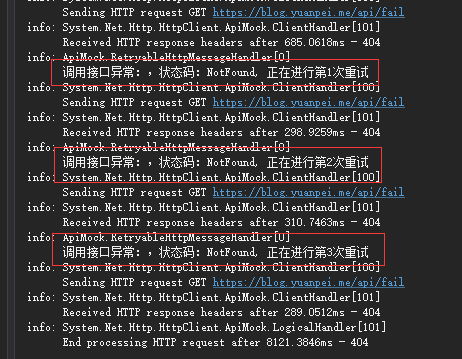 Sending HTTP request GET https://blog.yuanpei.me/api/fail
info: System.Net.Http.HttpClient.ApiMock.ClientHandler[101]
Received HTTP response headers after 685.0618ms - 404
info: ApiMock.RetryableHttpMessageHandler[0]
调用接口异常：，状态码：NotFound, 正在进行第1次重试
info: System.Net.Http.HttpClient.ApiMock.ClientHandler[100]
Sending HTTP request GET https://blog.yuanpei.me/api/fail
info: System.Net.Http.HttpClient.ApiMock.ClientHandler[101]
Received HTTP response headers after 298.9259ms - 404
info: ApiMock.RetryableHttpMessageHandler[0]
调用接口异常：，状态码：NotFound, 正在进行第2次重试
info: System.Net.Http.HttpClient.ApiMock.ClientHandler[100]
Sending HTTP request GET https://blog.yuanpei.me/api/fail
info: System.Net.Http.HttpClient.ApiMock.ClientHandler[101]
Received HTTP response headers after 310.7463ms - 404
info: ApiMock.RetryableHttpMessageHandler[0]
调用接口异常：，状态码：NotFound, 正在进行第3次重试
info: System.Net.Http.HttpClient.ApiMock.ClientHandler[100]
Sending HTTP request GET https://blog.yuanpei.me/api/fail
info: System.Net.Http.HttpClient.ApiMock.ClientHandler[101]
Received HTTP response headers after 289.0512ms - 404
info: System.Net.Http.HttpClient.ApiMock.LogicalHandler[101]
End processing HTTP request after 8121.3846ms - 404